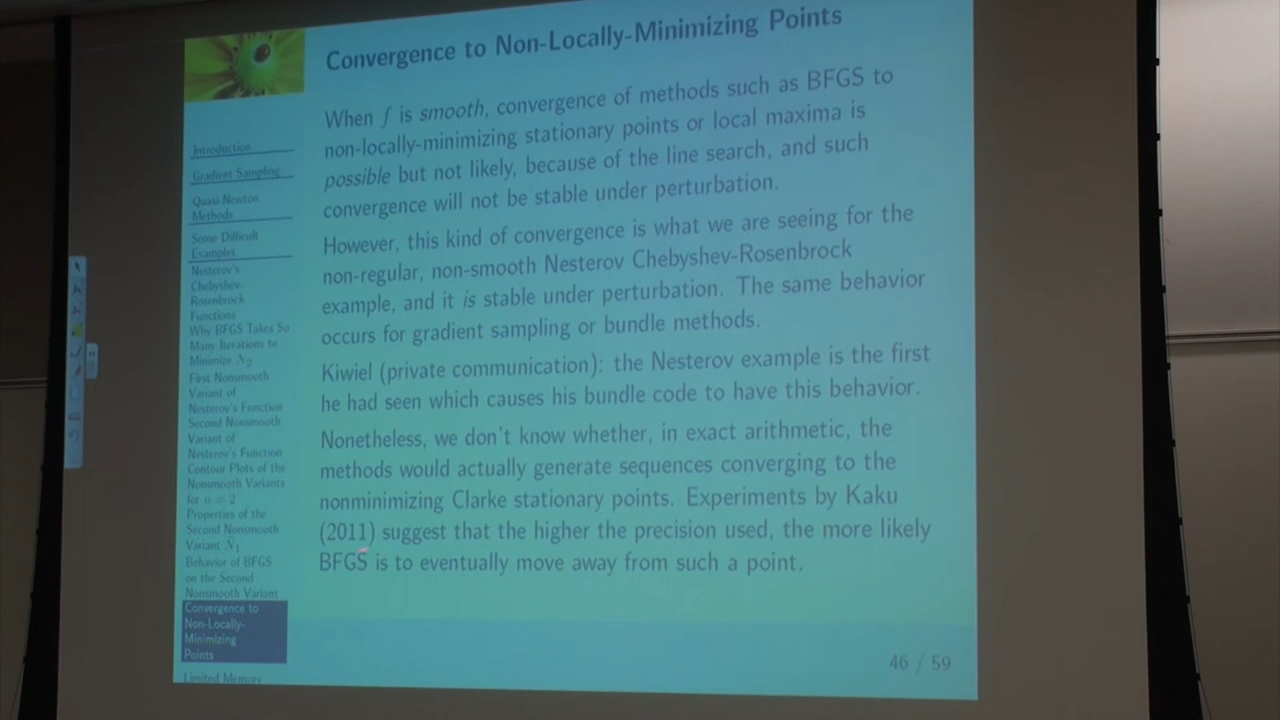 Convergence to Non-Locally-Minimizing Points
When f is smooth, convergence of methods such as BFGS to
non-locally-minimizing stationary points or local maxima is
possible but not likely, because of the line search, and such
convergence will not be stable under perturbation.
However, this kind of convergence is what we are seeing for the
non-regular, non-smooth Nesterov Chebyshev-Rosenbrock
example, and it is stable under perturbation. The same behavior
occurs for gradient sampling or bundle methods.
Kiwiel (private communication): the Nesterov example is the first
he had seen which causes his bundle code to have this behavior.
Nonetheless, we don't know whether, in exact arithmetic, the
methods would actually generate sequences converging to the
nonminimizing Clarke stationary points. Experiments by Kaku
(2011) suggest that the higher the precision used, the more likely
BFGS is to eventually move away from such a point.
Introduction
Gradient Sampling
Quasi-Newton
Methods
Some Difficult
Examples
Nesterov's
Chebyshev-
Rosenbrock
Functions
Why BFGS Takes So
Many Iterations to
Minimize N₂
First Nonsmooth
Variant of
Nesterov's Function
Second Nonsmooth
Variant of
Nesterov's Function
Contour Plots of the
Nonsmooth Variants
for n = 2
Properties of the
Second Nonsmooth
Variant N̂₁
Behavior of BFGS
on the Second
Nonsmooth Variant
Convergence to
Non-Locally-
Minimizing
Points
Limited Memory
46 / 59